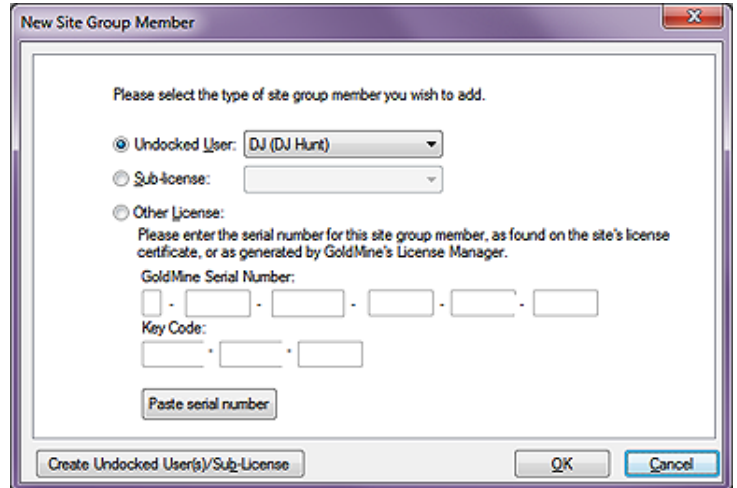 New Site Group Member
x
Please select the type of site group member you wish to add.
Undocked User: DJ (DJ Hunt)
Sub-license:
Other License:
Please enter the serial number for this site group member, as found on the site's license
certificate, or as generated by GoldMine's License Manager.
GoldMine Serial Number:
- - - - -
Key Code:
* *
Paste serial number
Create Undocked User(s)/Sub-License OK Cancel